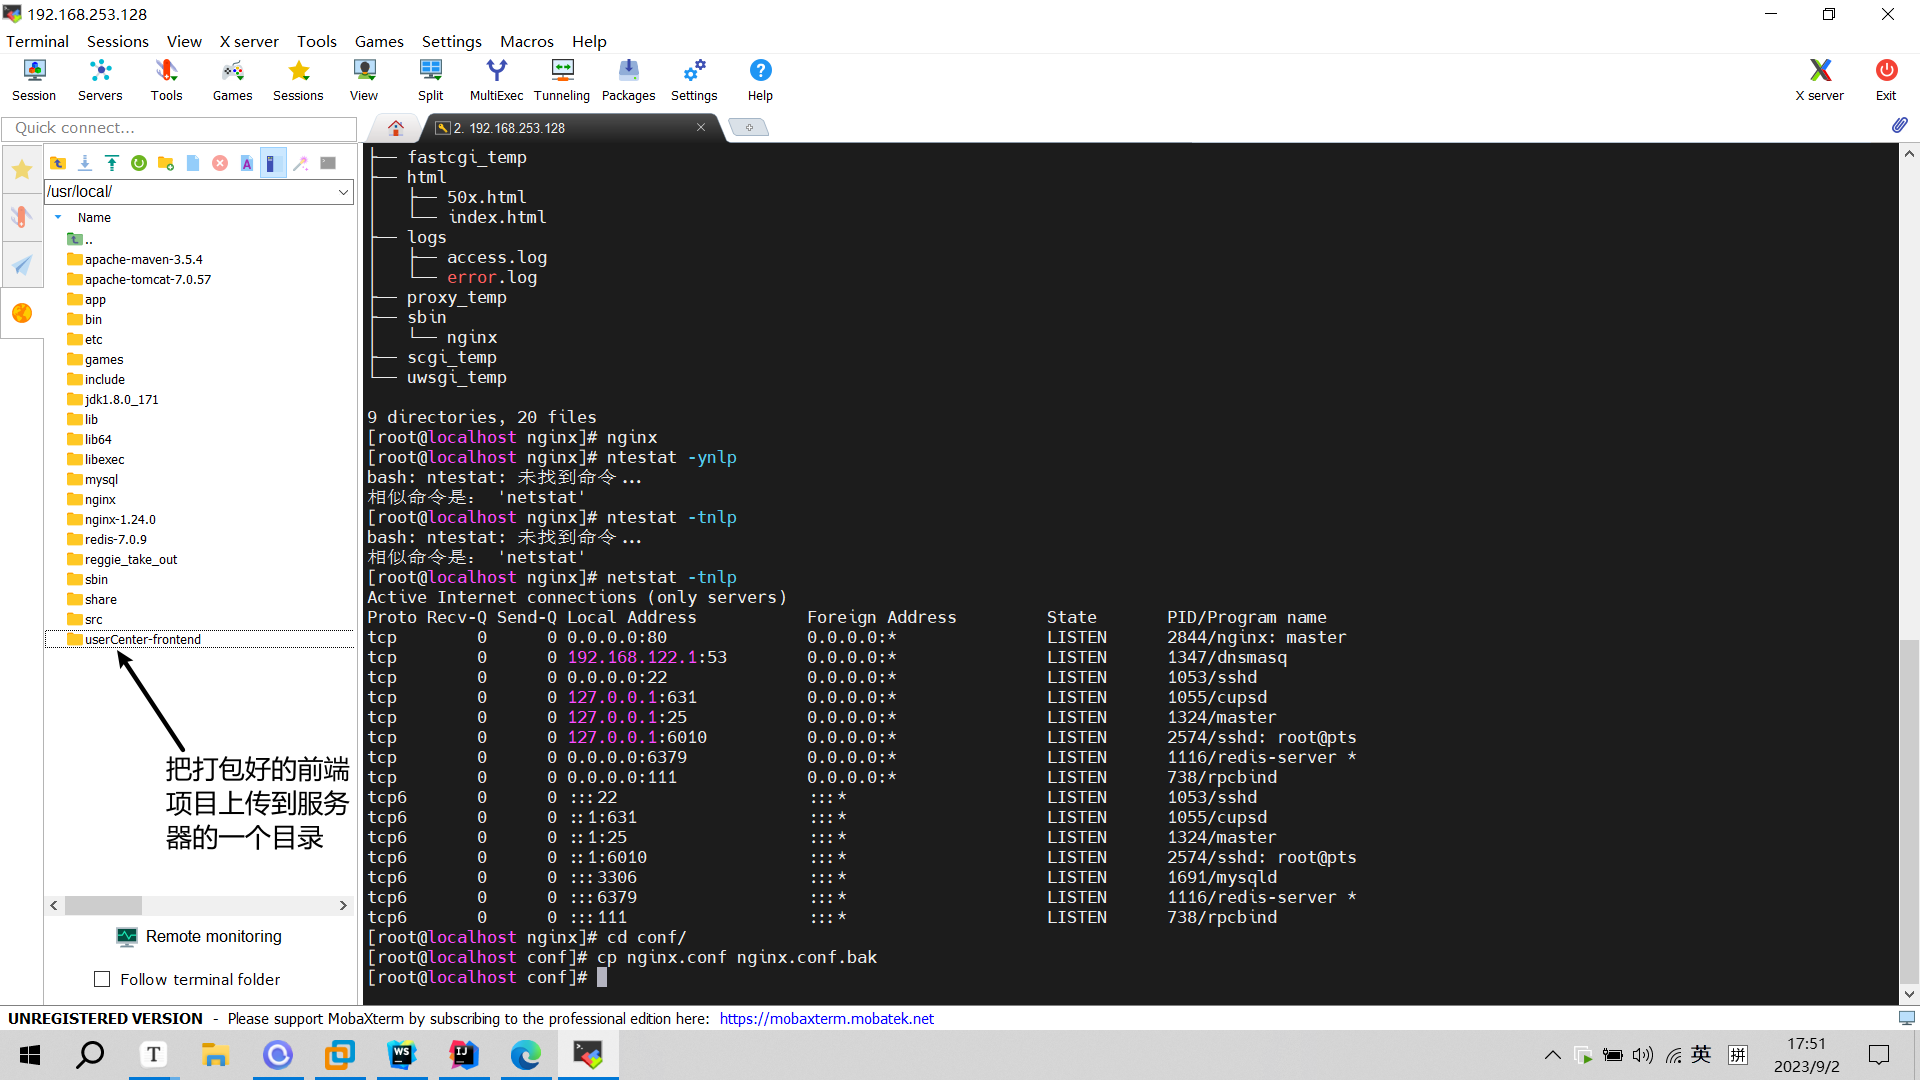 192.168.253.128
Terminal Sessions View X server Tools Games Settings Macros Help
Session Servers Tools Games Sessions View Split MultiExec Tunneling Packages Settings Help X server Exit
Quick connect...
2. 192.168.253.128
/usr/local/
Name
..
apache-maven-3.5.4
apache-tomcat-7.0.57
app
bin
etc
games
include
jdk1.8.0_171
lib
lib64
libexec
mysql
nginx
nginx-1.24.0
redis-7.0.9
reggie_take_out
sbin
share
src
userCenter-frontend
把打包好的前端
项目上传到服务
器的一个目录
Remote monitoring
Follow terminal folder
├── fastcgi_temp
├── html
│   ├── 50x.html
│   └── index.html
├── logs
│   ├── access.log
│   └── error.log
├── proxy_temp
├── sbin
│   └── nginx
├── scgi_temp
└── uwsgi_temp
9 directories, 20 files
[root@localhost nginx]# nginx
[root@localhost nginx]# ntestat -ynlp
bash: ntestat: 未找到命令...
相似命令是： 'netstat'
[root@localhost nginx]# ntestat -tnlp
bash: ntestat: 未找到命令...
相似命令是： 'netstat'
[root@localhost nginx]# netstat -tnlp
Active Internet connections (only servers)
Proto Recv-Q Send-Q Local Address           Foreign Address         State       PID/Program name
tcp        0      0 0.0.0.0:80              0.0.0.0:*               LISTEN      2844/nginx: master
tcp        0      0 192.168.122.1:53        0.0.0.0:*               LISTEN      1347/dnsmasq
tcp        0      0 0.0.0.0:22              0.0.0.0:*               LISTEN      1053/sshd
tcp        0      0 127.0.0.1:631           0.0.0.0:*               LISTEN      1055/cupsd
tcp        0      0 127.0.0.1:25            0.0.0.0:*               LISTEN      1324/master
tcp        0      0 127.0.0.1:6010          0.0.0.0:*               LISTEN      2574/sshd: root@pts
tcp        0      0 0.0.0.0:6379            0.0.0.0:*               LISTEN      1116/redis-server *
tcp        0      0 0.0.0.0:111             0.0.0.0:*               LISTEN      738/rpcbind
tcp6       0      0 :::22                   :::*                    LISTEN      1053/sshd
tcp6       0      0 ::1:631                 :::*                    LISTEN      1055/cupsd
tcp6       0      0 ::1:25                  :::*                    LISTEN      1324/master
tcp6       0      0 ::1:6010                :::*                    LISTEN      2574/sshd: root@pts
tcp6       0      0 :::3306                 :::*                    LISTEN      1691/mysqld
tcp6       0      0 :::6379                 :::*                    LISTEN      1116/redis-server *
tcp6       0      0 :::111                  :::*                    LISTEN      738/rpcbind
[root@localhost nginx]# cd conf/
[root@localhost conf]# cp nginx.conf nginx.conf.bak
[root@localhost conf]#
UNREGISTERED VERSION - Please support MobaXterm by subscribing to the professional edition here: https://mobaxterm.mobatek.net
T WS IJ 英 拼
17:51
2023/9/2